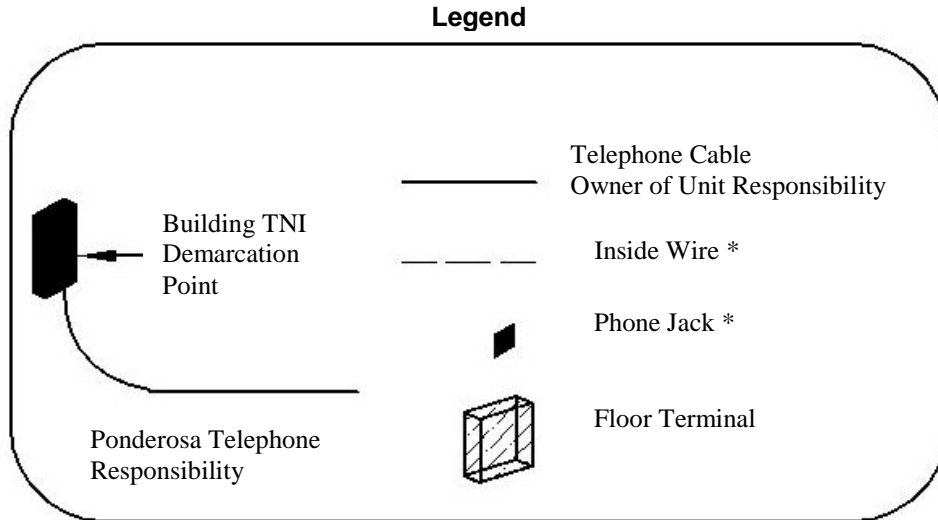 Legend
Building TNI
Demarcation
Point
Ponderosa Telephone
Responsibility
Telephone Cable
Owner of Unit Responsibility
Inside Wire *
Phone Jack *
Floor Terminal